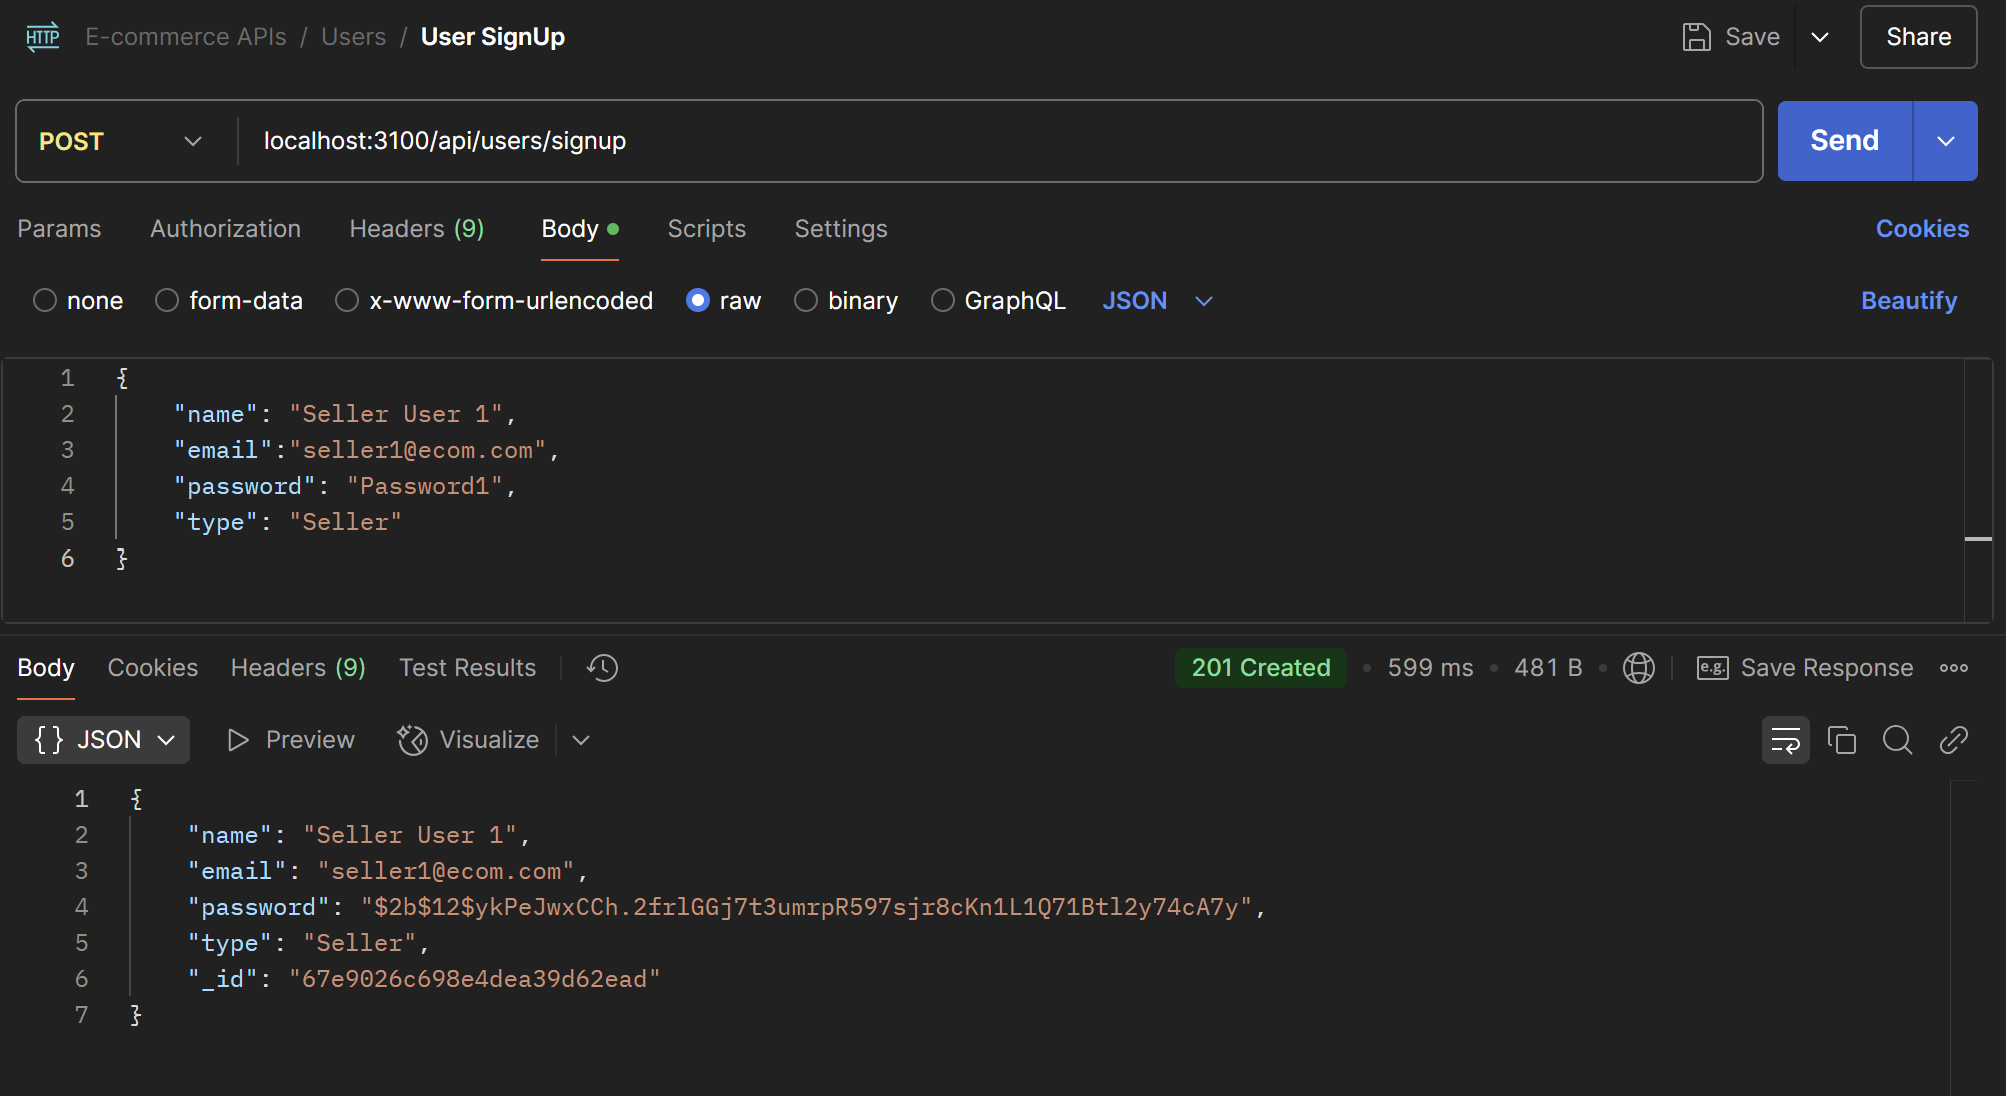 HTTP E-commerce APIs / Users / User SignUp Save Share
POST localhost:3100/api/users/signup Send
Params Authorization Headers (9) Body Scripts Settings Cookies
none form-data x-www-form-urlencoded raw binary GraphQL JSON Beautify
1 {
2 "name": "Seller User 1",
3 "email":"seller1@ecom.com",
4 "password": "Password1",
5 "type": "Seller"
6 }
Body Cookies Headers (9) Test Results 201 Created • 599 ms • 481 B • e.g. Save Response
{} JSON Preview Visualize
1 {
2 "name": "Seller User 1",
3 "email": "seller1@ecom.com",
4 "password": "$2b$12$ykPeJwxCCh.2frlGGj7t3umrpR597sjr8cKn1L1Q71Btl2y74cA7y",
5 "type": "Seller",
6 "_id": "67e9026c698e4dea39d62ead"
7 }